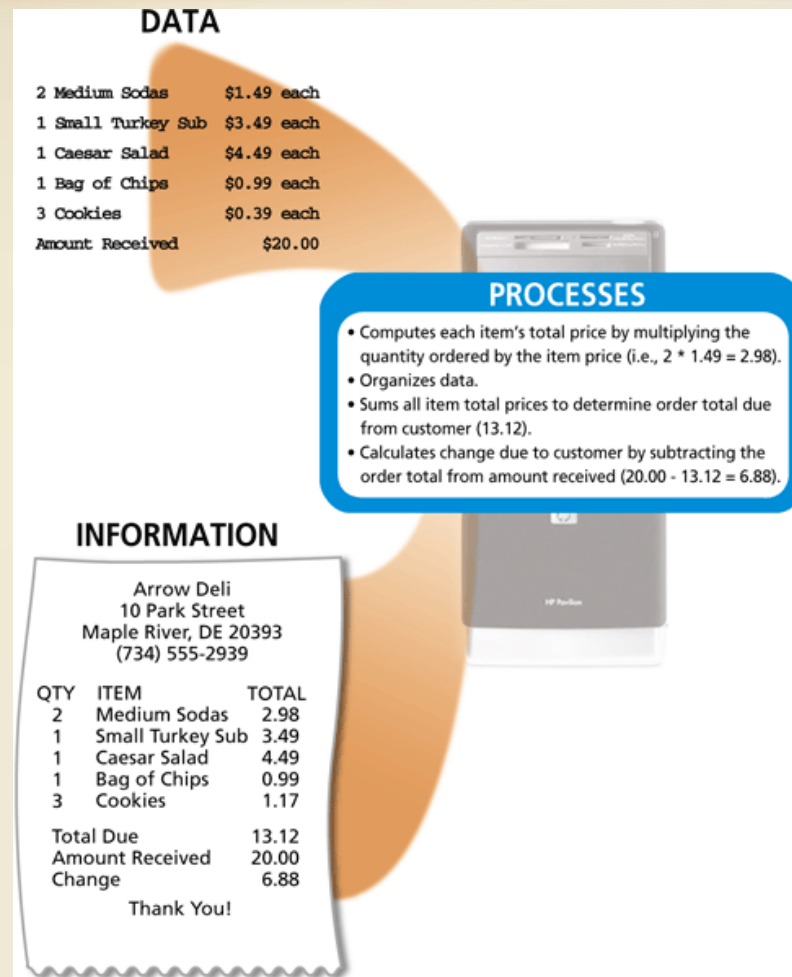 DATA
2 Medium Sodas $1.49 each
1 Small Turkey Sub $3.49 each
1 Caesar Salad $4.49 each
1 Bag of Chips $0.99 each
3 Cookies $0.39 each
Amount Received $20.00
PROCESSES
• Computes each item's total price by multiplying the
quantity ordered by the item price (i.e., 2 * 1.49 = 2.98).
• Organizes data.
• Sums all item total prices to determine order total due
from customer (13.12).
• Calculates change due to customer by subtracting the
order total from amount received (20.00 - 13.12 = 6.88).
HP Pavilion
INFORMATION
Arrow Deli
10 Park Street
Maple River, DE 20393
(734) 555-2939
QTY ITEM TOTAL
2 Medium Sodas 2.98
1 Small Turkey Sub 3.49
1 Caesar Salad 4.49
1 Bag of Chips 0.99
3 Cookies 1.17
Total Due 13.12
Amount Received 20.00
Change 6.88
Thank You!